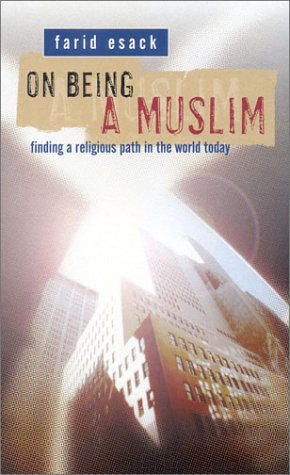 farid esack
ON BEING
A MUSLIM
finding a religious path in the world today